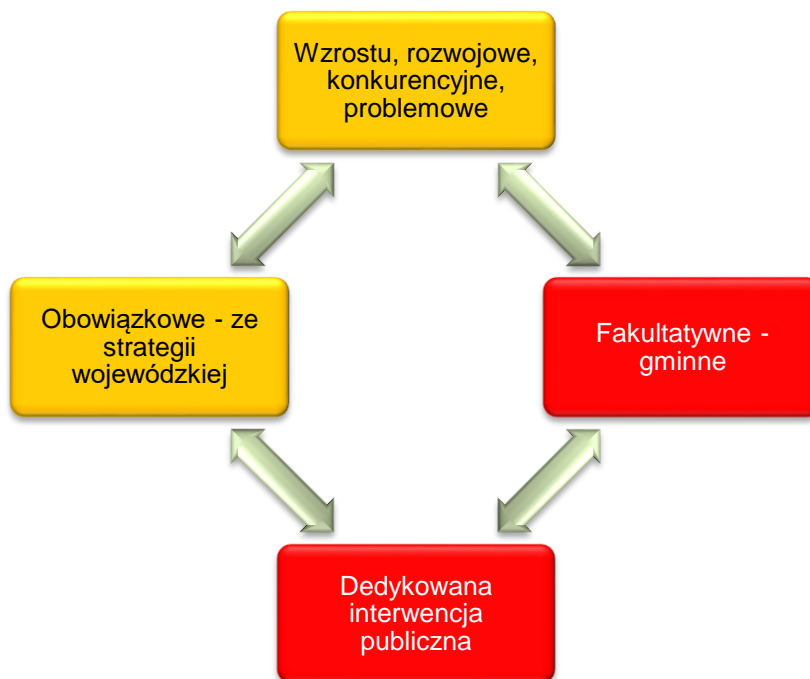 Wzrostu, rozwojowe,
konkurencyjne,
problemowe
Obowiązkowe - ze
strategii
wojewódzkiej
Fakultatywne -
gminne
Dedykowana
interwencja
publiczna